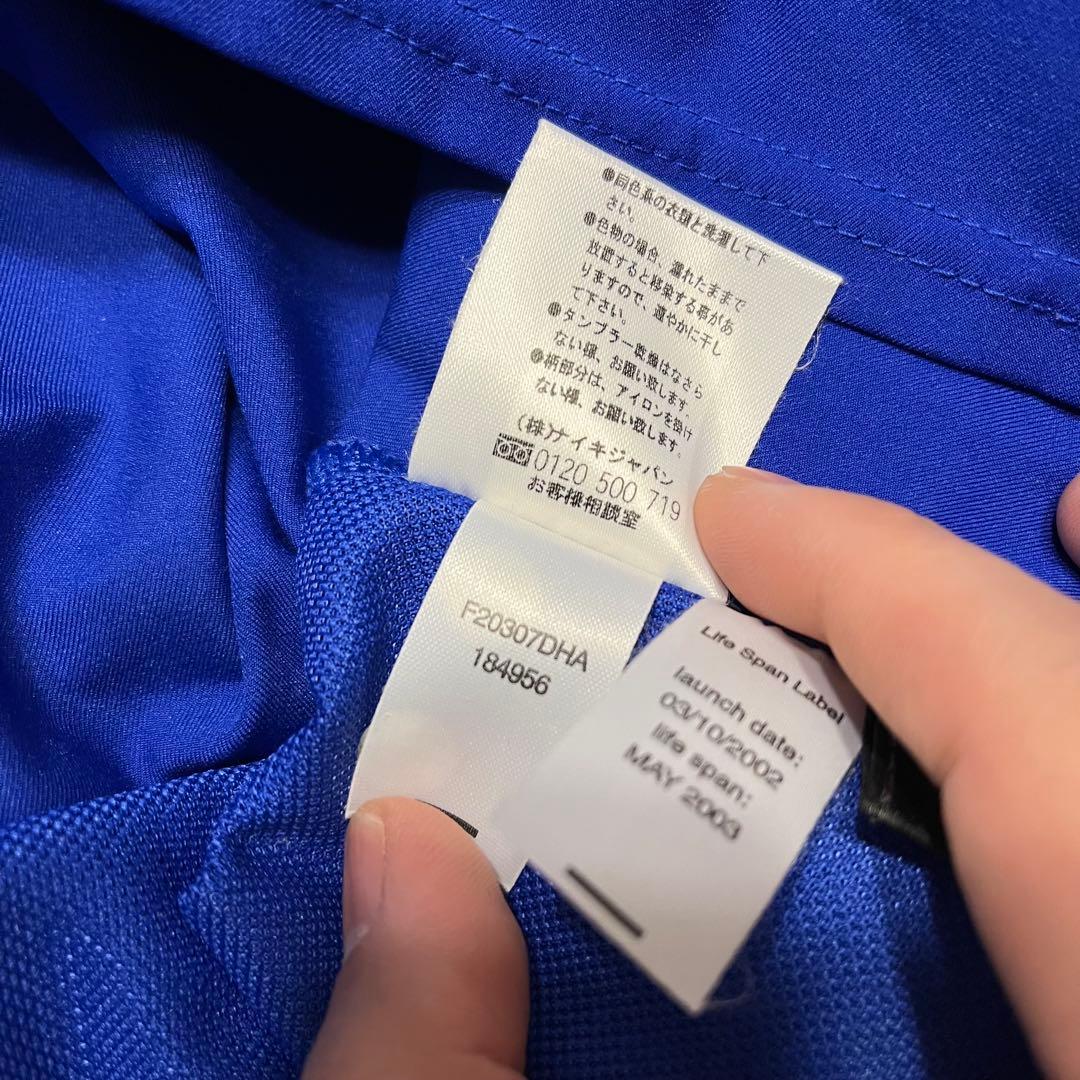 ●同色系の衣類と洗濯して下
さい。
●色物の場合、濡れたままで
放置すると移染する事があ
りますので、速やかに干し
て下さい。
●タンブラー乾燥はなさら
ない様、お願い致します。
●柄部分は、アイロンを掛け
ない様、お願い致します。
(株)ナイキジャパン
0120 500 719
お客様相談室
F20307DHA
184956
Life Span Label
launch date:
03/10/2002
life span:
MAY 2003